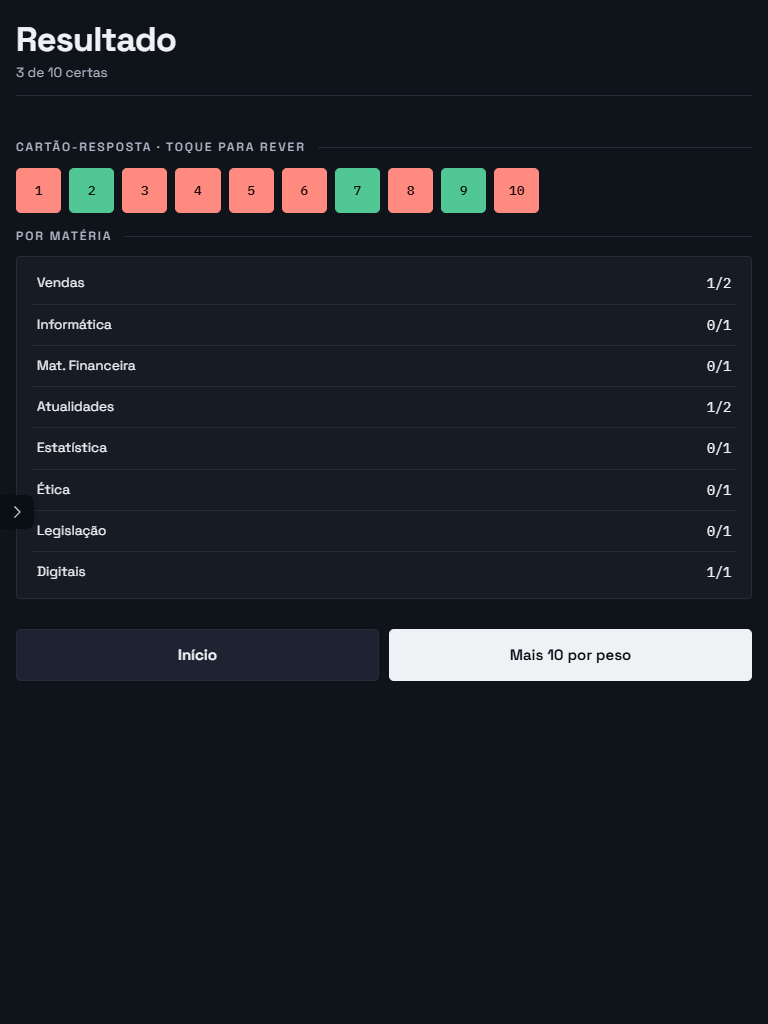 Resultado
3 de 10 certas
CARTÃO-RESPOSTA · TOQUE PARA REVER
1 2 3 4 5 6 7 8 9 10
POR MATÉRIA
Vendas 1/2
Informática 0/1
Mat. Financeira 0/1
Atualidades 1/2
Estatística 0/1
Ética 0/1
Legislação 0/1
Digitais 1/1
Início Mais 10 por peso